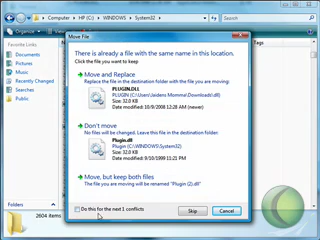 Computer ▸ HP (C:) ▸ WINDOWS ▸ System32 ▸
Organize
Favorite Links
Documents
Pictures
Music
Recently Changed
Searches
Public
Folders
2604 items
Move File
There is already a file with the same name in this location.
Click the file you want to keep
Move and Replace
Replace the file in the destination folder with the file you are moving:
PLUGIN.DLL
PLUGIN (C:\Users\Jaidens Momma\Downloads\dll)
Size: 32.0 KB
Date modified: 10/9/2008 12:28 AM (newer)
Don't move
No files will be changed. Leave this file in the destination folder:
Plugin.dll
Plugin (C:\WINDOWS\System32)
Size: 32.0 KB
Date modified: 9/10/1999 11:21 PM
Move, but keep both files
The file you are moving will be renamed "Plugin (2).dll"
Do this for the next 1 conflicts
Skip
Cancel